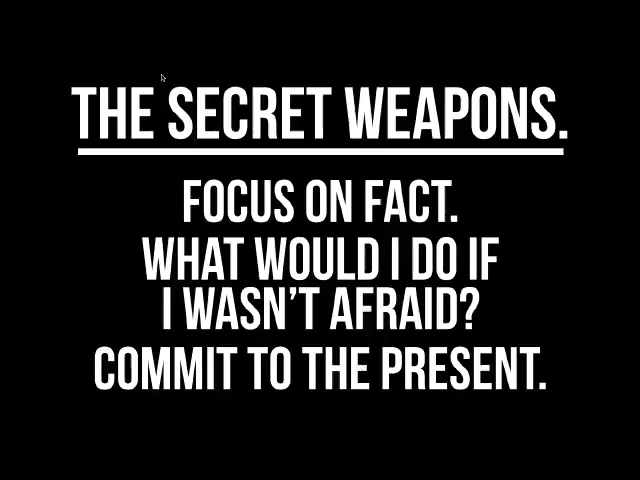 THE SECRET WEAPONS.
FOCUS ON FACT.
WHAT WOULD I DO IF
I WASN'T AFRAID?
COMMIT TO THE PRESENT.